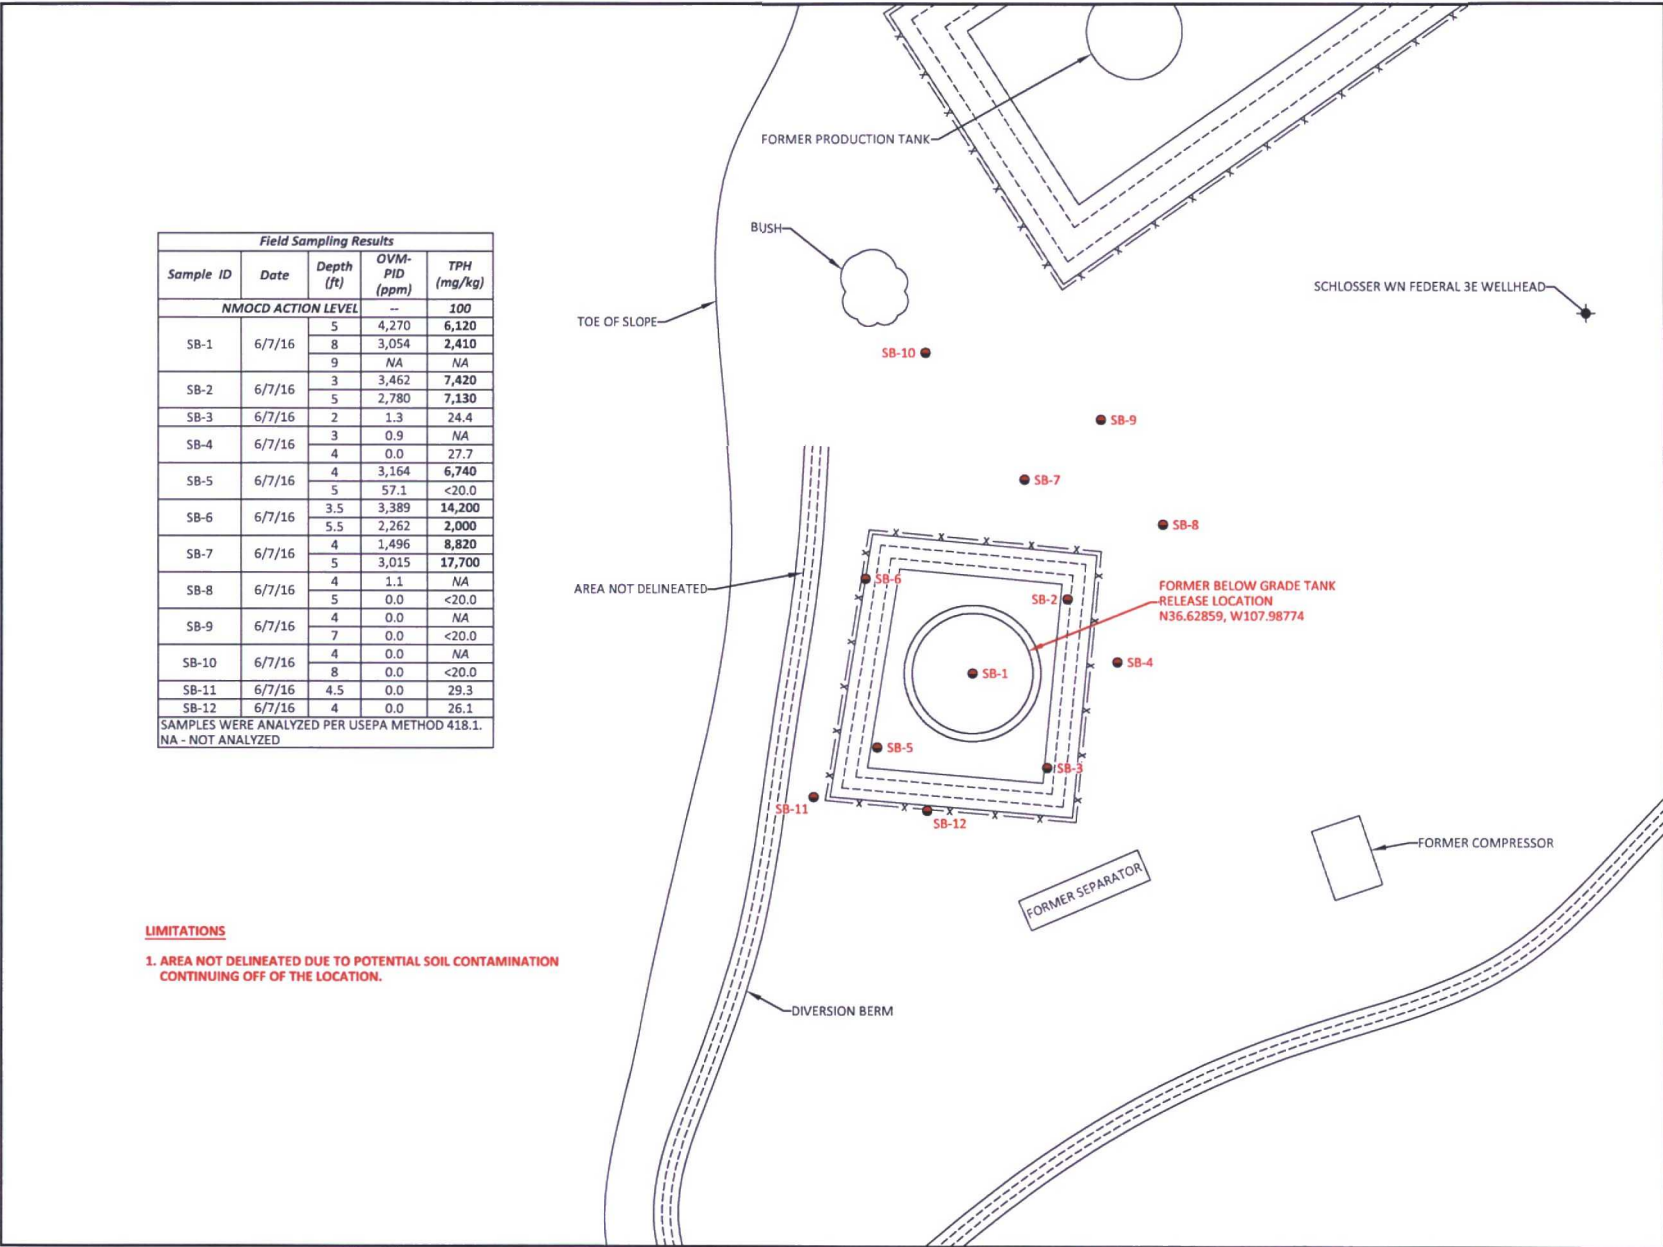 FORMER PRODUCTION TANK
BUSH
TOE OF SLOPE
SCHLOSSER WN FEDERAL 3E WELLHEAD
Field Sampling Results
Sample ID Date Depth (ft) OVM-PID (ppm) TPH (mg/kg)
NMOCD ACTION LEVEL -- 100
SB-1 6/7/16 5 4,270 6,120
8 3,054 2,410
9 NA NA
SB-2 6/7/16 3 3,462 7,420
5 2,780 7,130
SB-3 6/7/16 2 1.3 24.4
SB-4 6/7/16 3 0.9 NA
4 0.0 27.7
SB-5 6/7/16 4 3,164 6,740
5 57.1 <20.0
SB-6 6/7/16 3.5 3,389 14,200
5.5 2,262 2,000
SB-7 6/7/16 4 1,496 8,820
5 3,015 17,700
SB-8 6/7/16 4 1.1 NA
5 0.0 <20.0
SB-9 6/7/16 4 0.0 NA
7 0.0 <20.0
SB-10 6/7/16 4 0.0 NA
8 0.0 <20.0
SB-11 6/7/16 4.5 0.0 29.3
SB-12 6/7/16 4 0.0 26.1
SAMPLES WERE ANALYZED PER USEPA METHOD 418.1.
NA - NOT ANALYZED
SB-10
SB-9
SB-7
SB-8
AREA NOT DELINEATED
SB-6
SB-2
FORMER BELOW GRADE TANK
RELEASE LOCATION
N36.62859, W107.98774
SB-4
SB-1
SB-5
SB-3
SB-11
SB-12
FORMER COMPRESSOR
FORMER SEPARATOR
LIMITATIONS
1. AREA NOT DELINEATED DUE TO POTENTIAL SOIL CONTAMINATION
CONTINUING OFF OF THE LOCATION.
DIVERSION BERM